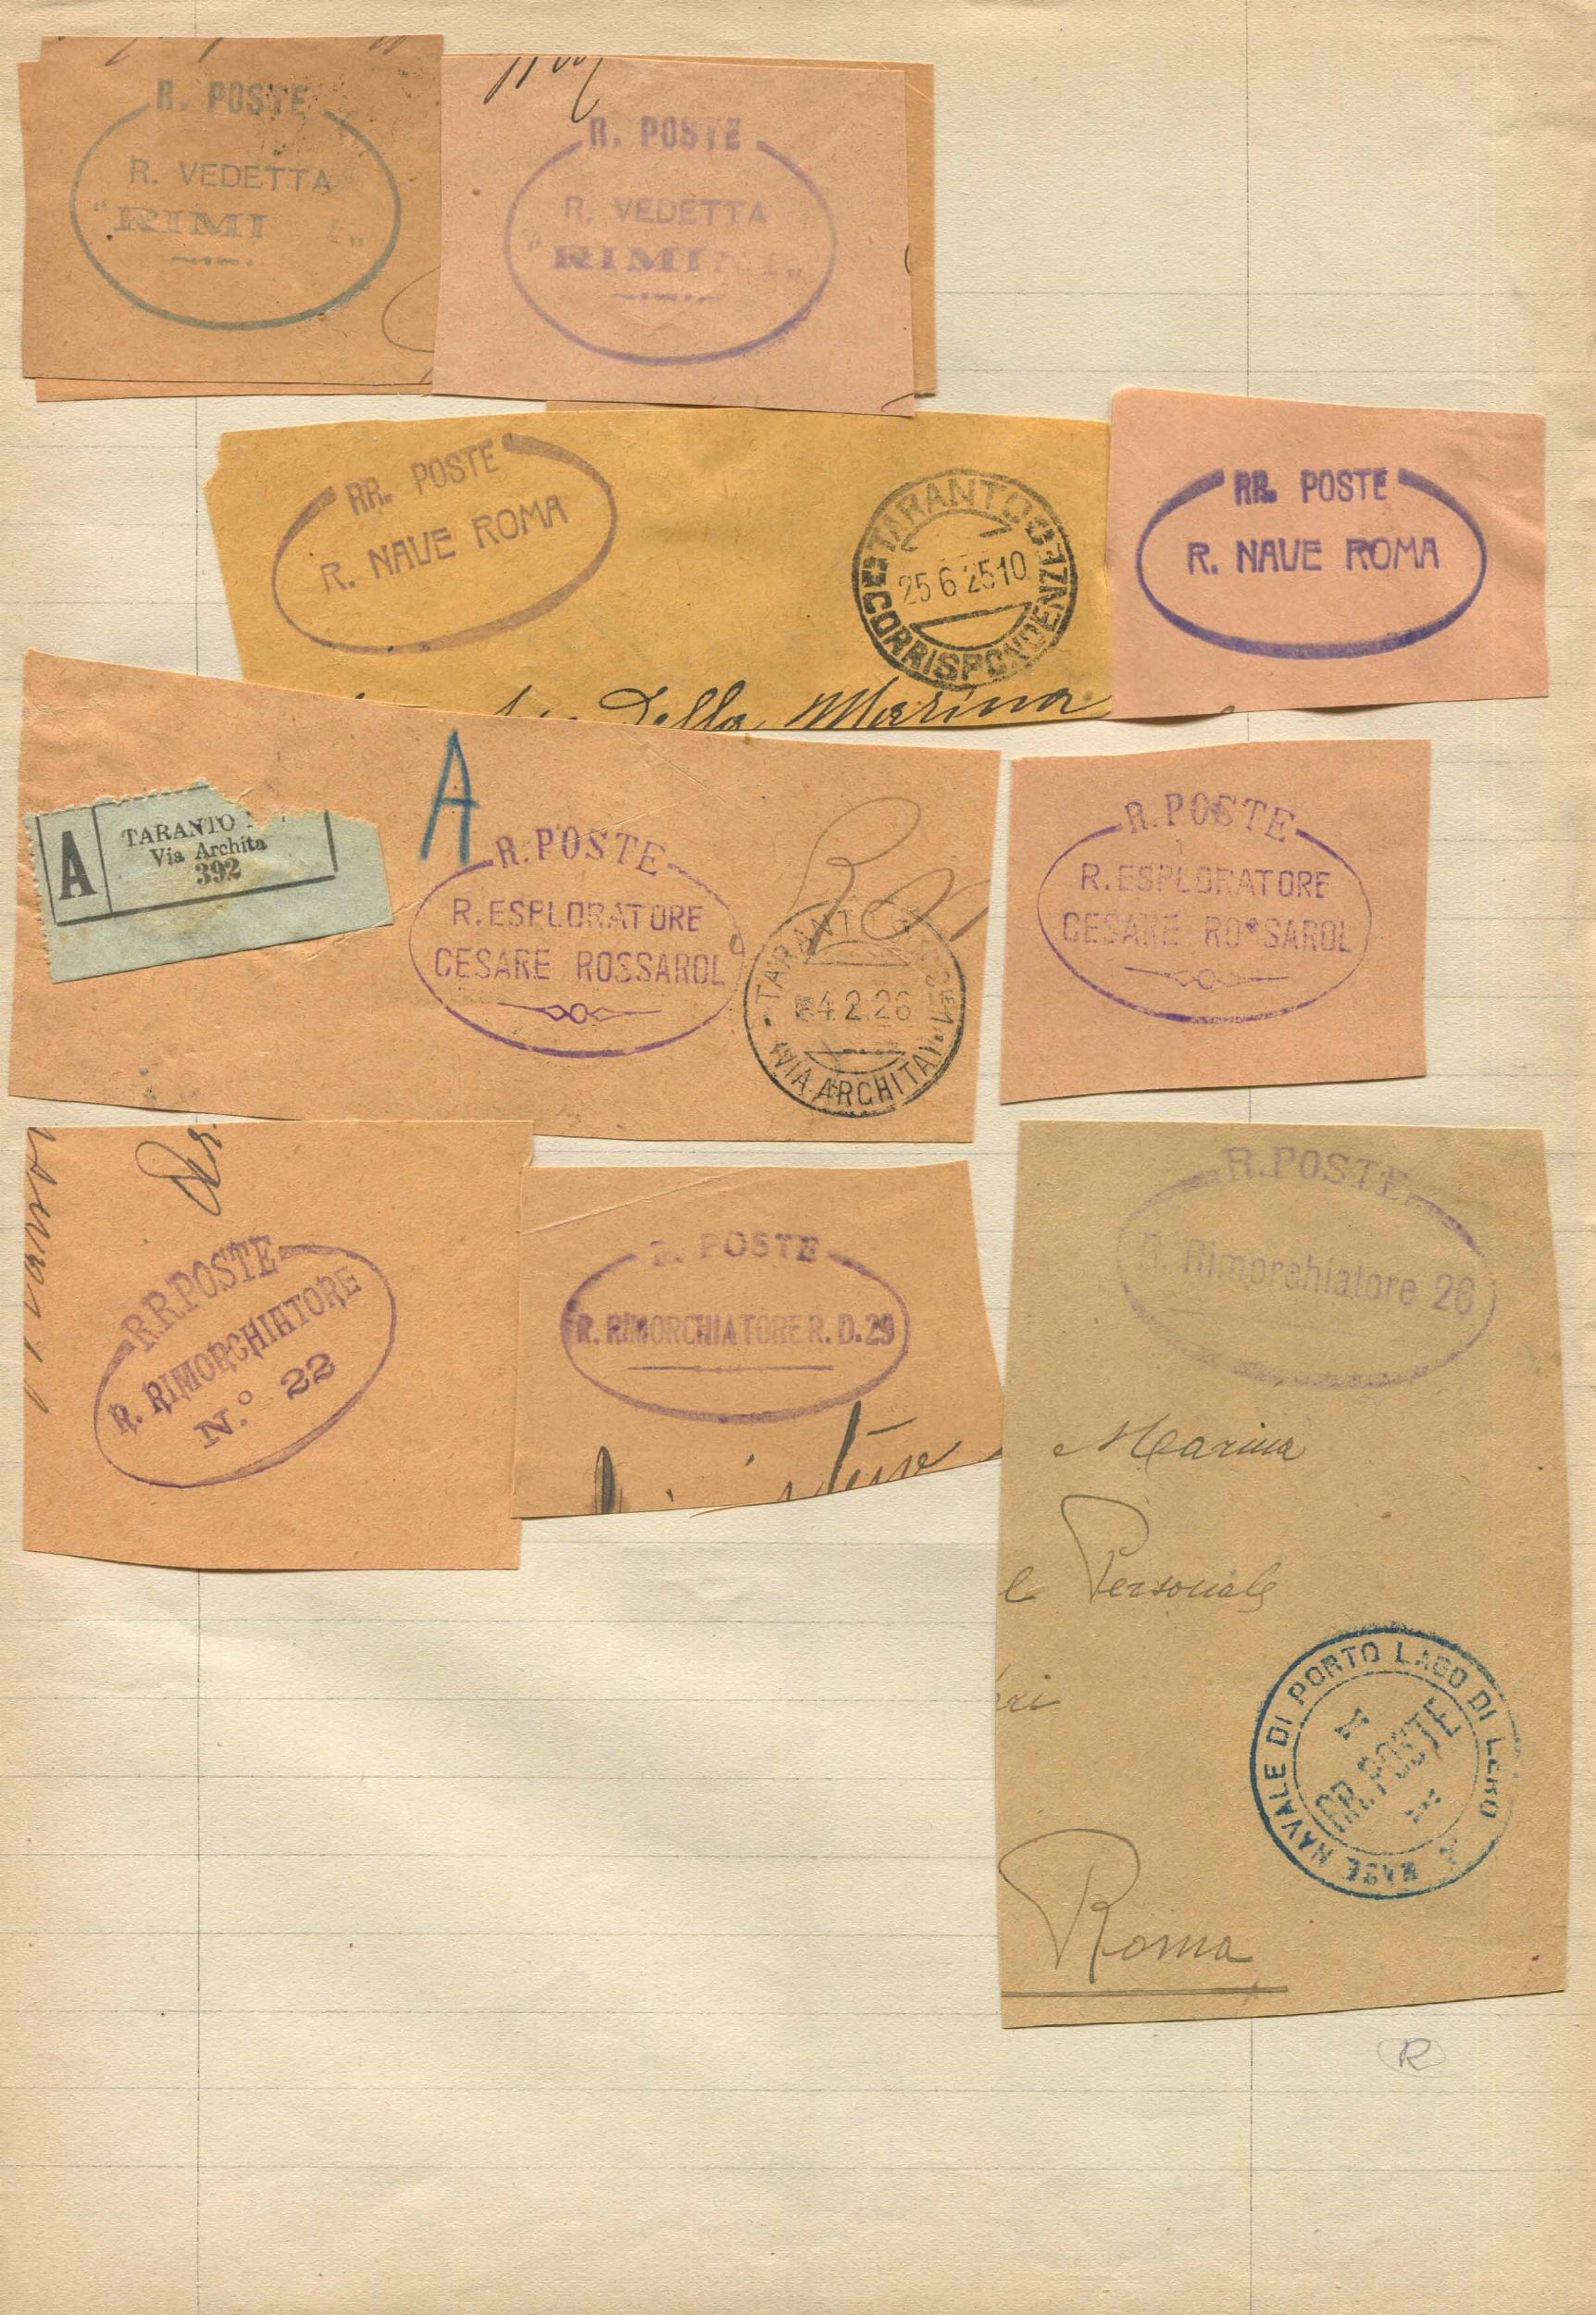 R. POSTE
R. VEDETTA
"RIMI
R. POSTE
R. VEDETTA
"RIMINI„
RR. POSTE
R. NAVE ROMA
TARANTO
CORRISPONDENZE
25 6 25 10
Della Marina
RR. POSTE
R. NAVE ROMA
A
TARANTO
Via Archita
392
A
R. POSTE
R. ESPLORATORE
CESARE ROSSAROL
TARANTO
4.2.26
(VIA ARCHITA)
R. POSTE
R. ESPLORATORE
CESARE RO*SAROL
RR. POSTE
R. RIMORCHIATORE
N.º 22
R. POSTE
R. RIMORCHIATORE R. D. 29
R. POSTE
R. Rimorchiatore 26
Marina
Personale
BASE NAVALE DI PORTO LAGO DI LERO
RR. POSTE
Roma
R